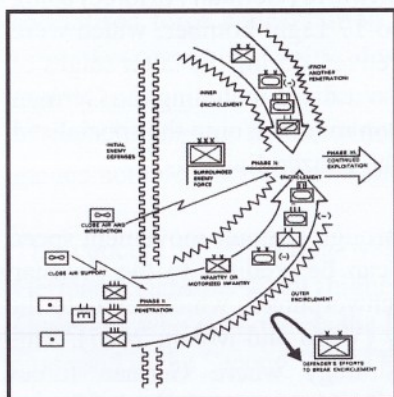 (FROM
ANOTHER
PENETRATION)
INNER
ENCIRCLEMENT
(-)
INITIAL
ENEMY
DEFENSES
SURROUNDED
ENEMY
FORCE
PHASE II:
ENCIRCLEMENT
PHASE III:
CONTINUED
EXPLOITATION
CLOSE AIR AND
INTERDICTION
(-)
CLOSE AIR SUPPORT
(-)
INFANTRY OR
MOTORIZED INFANTRY
PHASE I:
PENETRATION
OUTER
ENCIRCLEMENT
E
DEFENDER'S EFFORTS
TO BREAK ENCIRCLEMENT